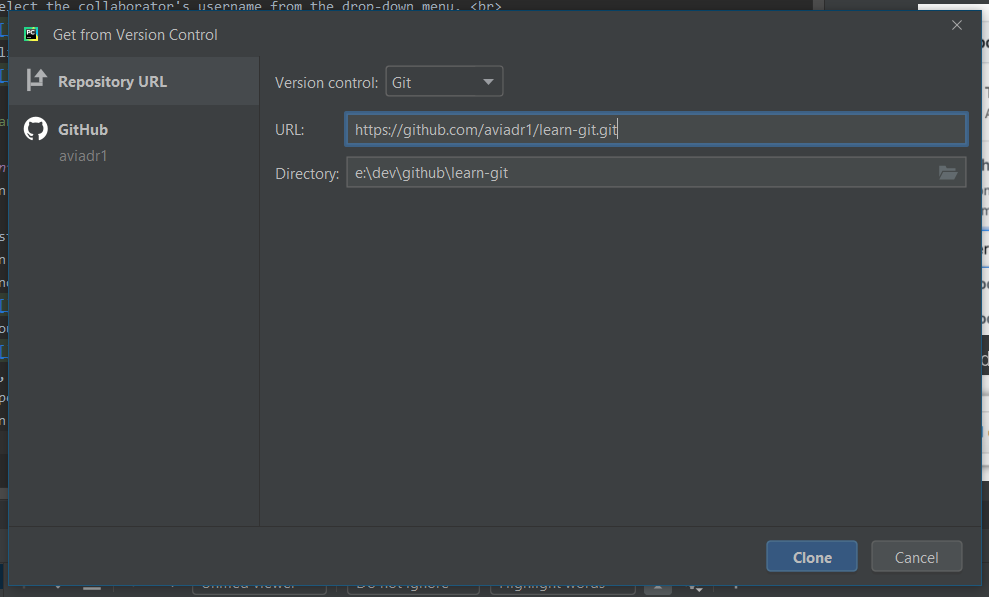 elect the collaborator's username from the drop-down menu. <br>
PC
Get from Version Control
Repository URL
Version control: Git
GitHub
aviadr1
URL: https://github.com/aviadr1/learn-git.git
Directory: e:\dev\github\learn-git
Clone
Cancel
Unified viewer
Do not ignore
Highlight words